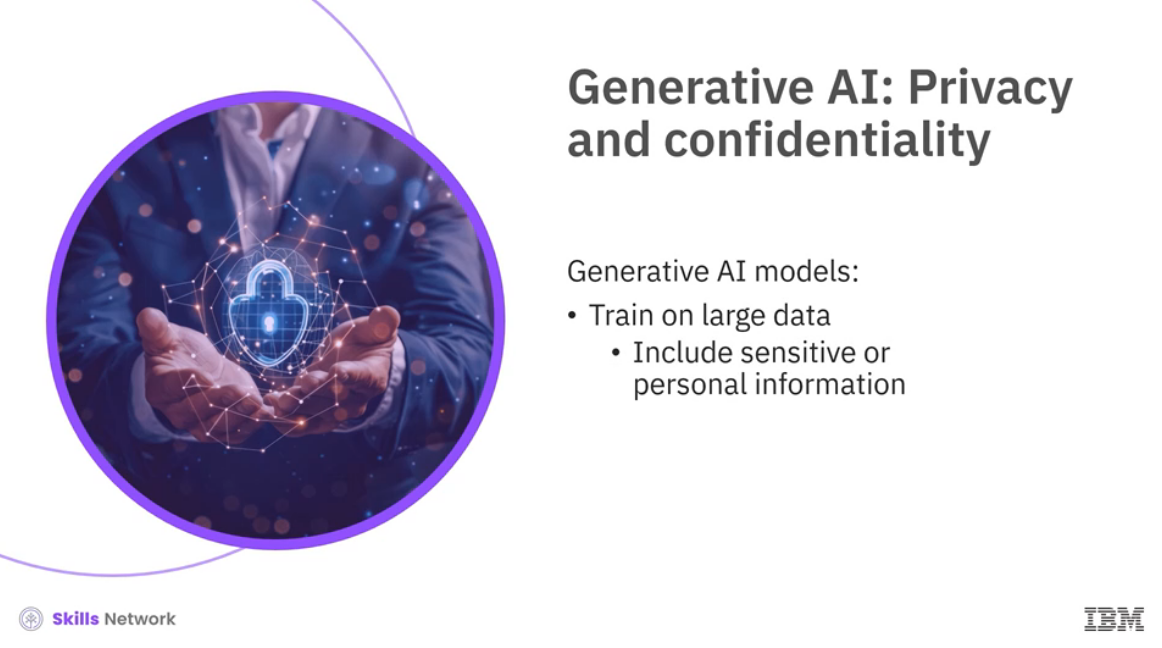 Generative AI: Privacy
and confidentiality
Generative AI models:
• Train on large data
• Include sensitive or
personal information
Skills Network
IBM